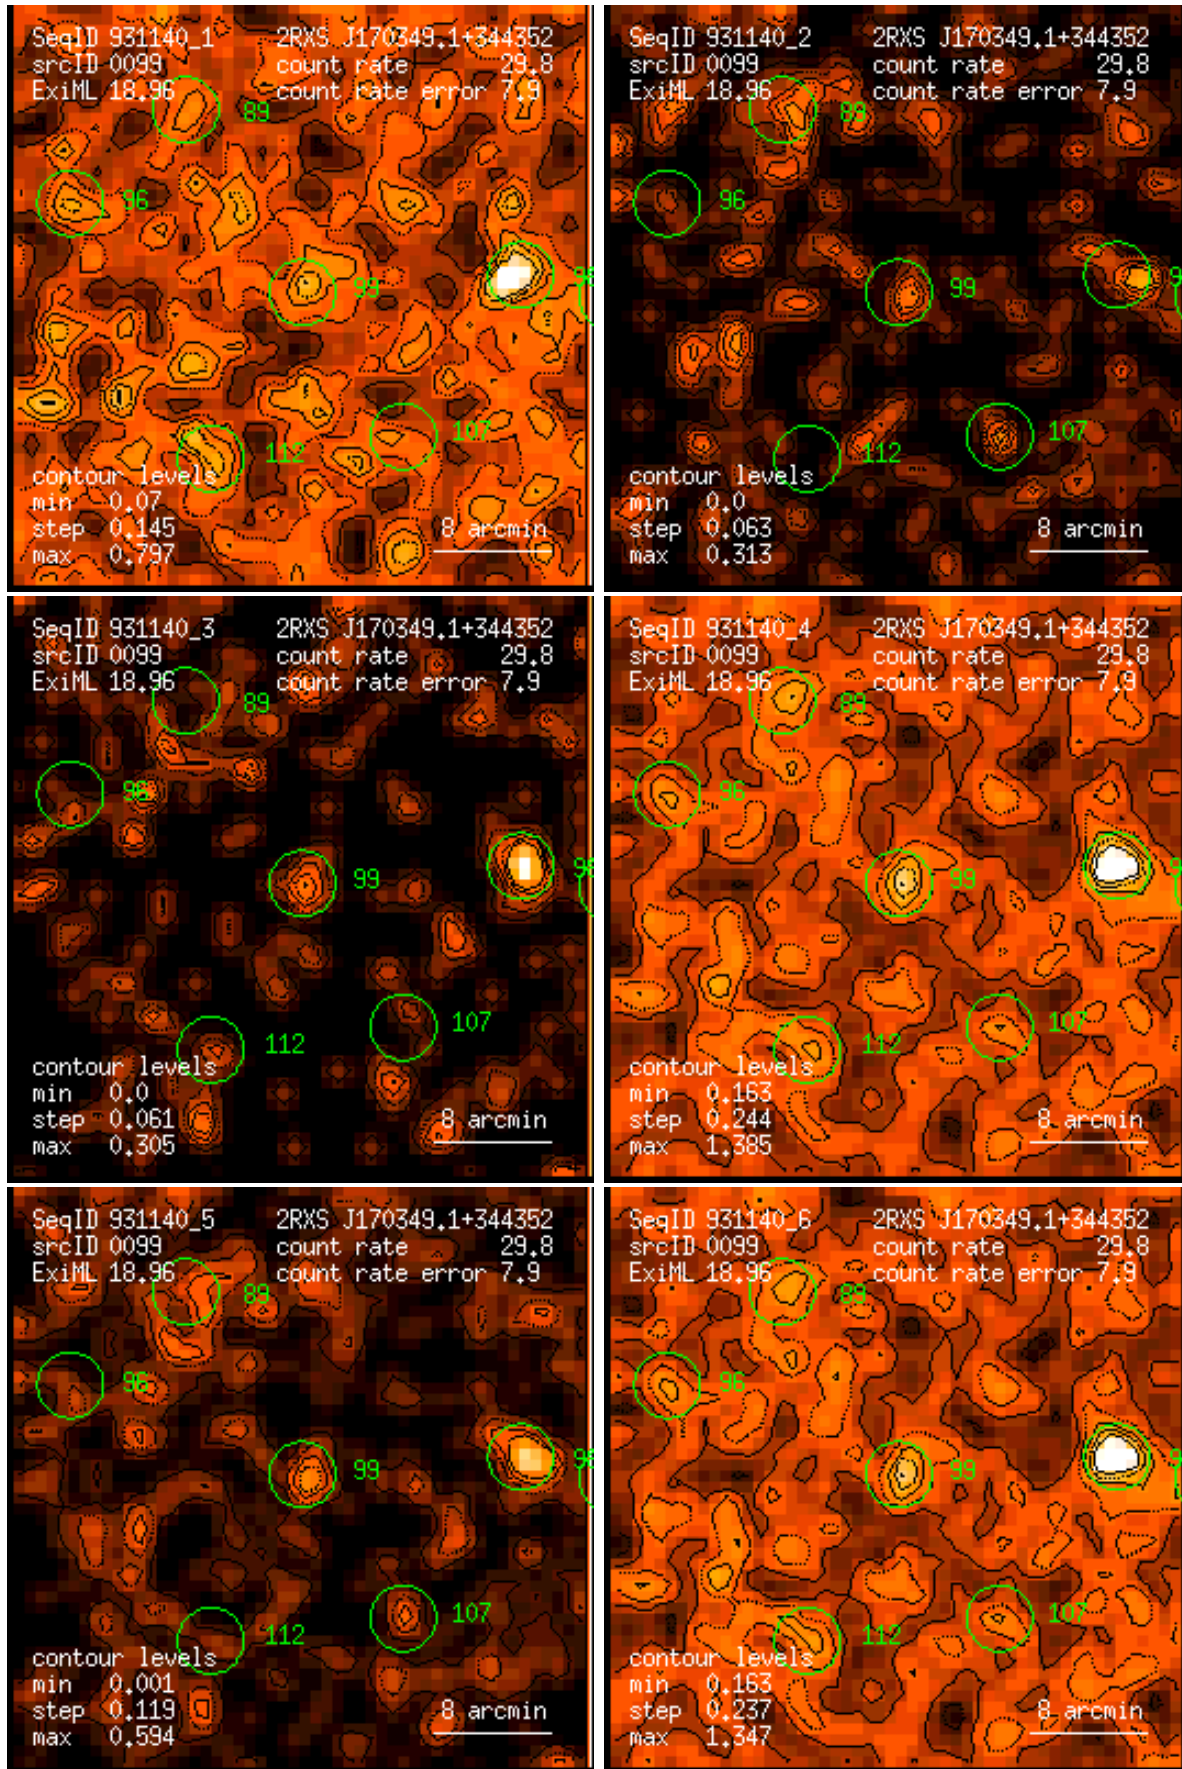 SeqID 931140_1 2RXS J170349.1+344352
srcID 0099 count rate 29.8
ExiML 18.96 count rate error 7.9
89
96
99
107
112
contour levels
min 0.07
step 0.145
max 0.797
8 arcmin
SeqID 931140_2 2RXS J170349.1+344352
srcID 0099 count rate 29.8
ExiML 18.96 count rate error 7.9
89
96
99
107
112
contour levels
min 0.0
step 0.063
max 0.313
8 arcmin
SeqID 931140_3 2RXS J170349.1+344352
srcID 0099 count rate 29.8
ExiML 18.96 count rate error 7.9
89
96
99
107
112
contour levels
min 0.0
step 0.061
max 0.305
8 arcmin
SeqID 931140_4 2RXS J170349.1+344352
srcID 0099 count rate 29.8
ExiML 18.96 count rate error 7.9
89
96
99
107
112
contour levels
min 0.163
step 0.244
max 1.385
8 arcmin
SeqID 931140_5 2RXS J170349.1+344352
srcID 0099 count rate 29.8
ExiML 18.96 count rate error 7.9
89
96
99
107
112
contour levels
min 0.001
step 0.119
max 0.594
8 arcmin
SeqID 931140_6 2RXS J170349.1+344352
srcID 0099 count rate 29.8
ExiML 18.96 count rate error 7.9
89
96
99
107
112
contour levels
min 0.163
step 0.237
max 1.347
8 arcmin